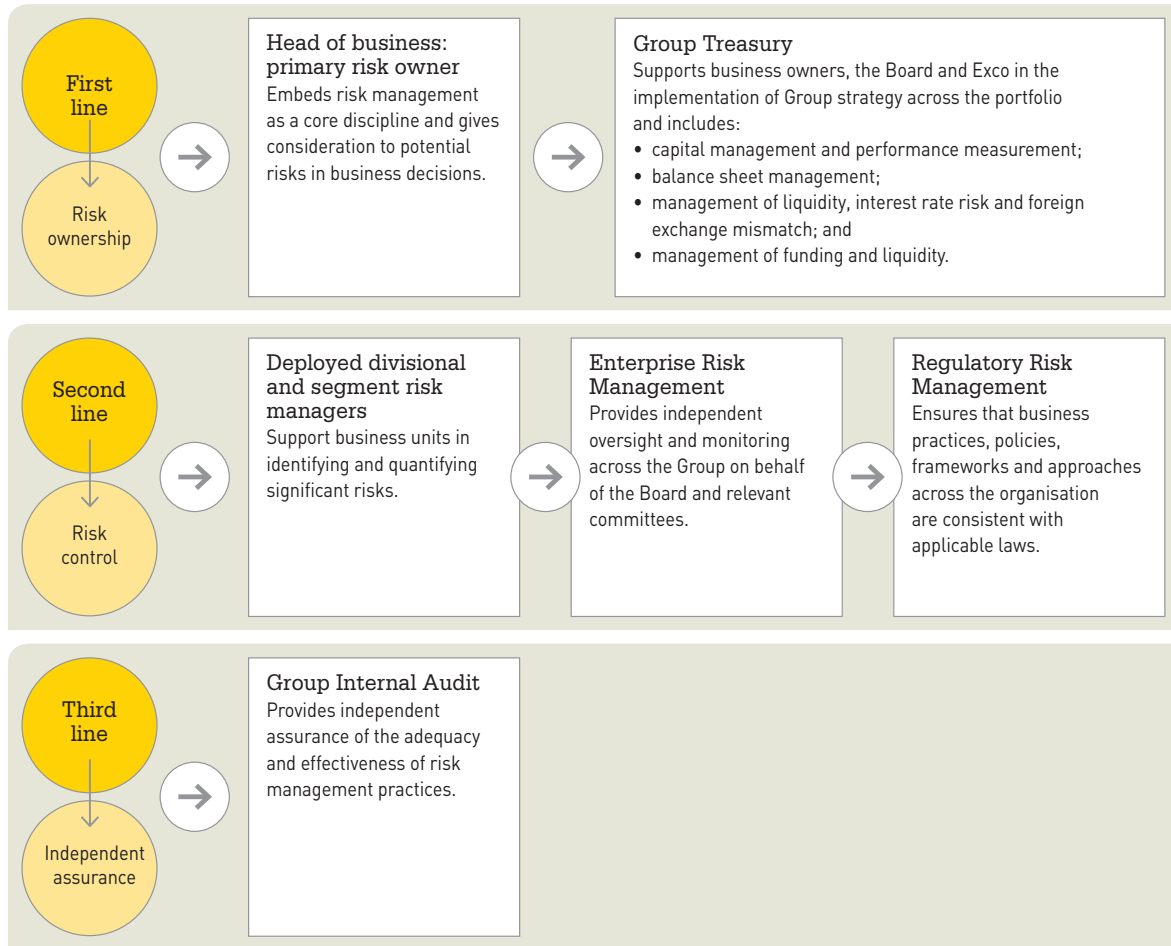 First
line
Risk
ownership
Head of business:
primary risk owner
Embeds risk management
as a core discipline and gives
consideration to potential
risks in business decisions.
Group Treasury
Supports business owners, the Board and Exco in the
implementation of Group strategy across the portfolio
and includes:
• capital management and performance measurement;
• balance sheet management;
• management of liquidity, interest rate risk and foreign
exchange mismatch; and
• management of funding and liquidity.
Second
line
Risk
control
Deployed divisional
and segment risk
managers
Support business units in
identifying and quantifying
significant risks.
Enterprise Risk
Management
Provides independent
oversight and monitoring
across the Group on behalf
of the Board and relevant
committees.
Regulatory Risk
Management
Ensures that business
practices, policies,
frameworks and approaches
across the organisation
are consistent with
applicable laws.
Third
line
Independent
assurance
Group Internal Audit
Provides independent
assurance of the adequacy
and effectiveness of risk
management practices.